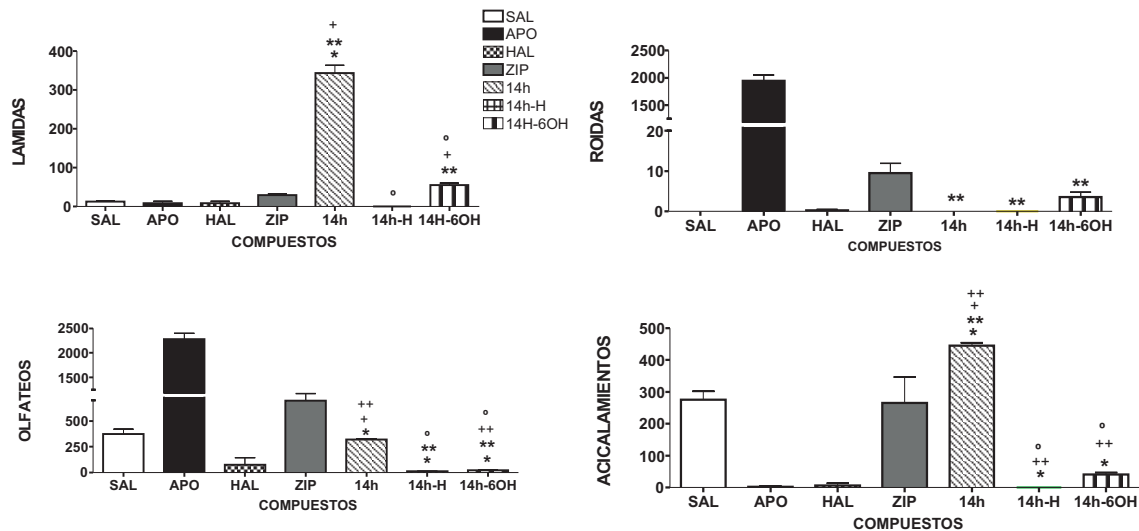 SAL
APO
HAL
ZIP
14h
14h-H
14H-6OH
LAMIDAS
400
300
200
100
0
+
**
*
°
°
+
**
SAL APO HAL ZIP 14h 14h-H 14H-6OH
COMPUESTOS
ROIDAS
2500
2000
1500
1000
20
10
0
** ** **
SAL APO HAL ZIP 14h 14h-H 14h-6OH
COMPUESTOS
OLFATEOS
2500
2000
1500
500
250
0
++
+
*
°
**
*
°
++
**
*
SAL APO HAL ZIP 14h 14h-H 14h-6OH
COMPUESTOS
ACICALAMIENTOS
500
400
300
200
100
0
++
+
**
*
°
++
*
°
++
*
SAL APO HAL ZIP 14h 14h-H 14h-6OH
COMPUESTOS